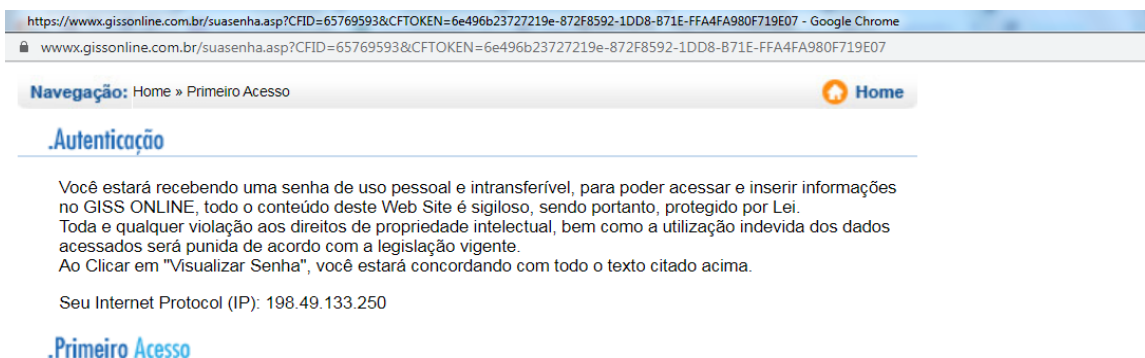 https://wwwx.gissonline.com.br/suasenha.asp?CFID=65769593&CFTOKEN=6e496b23727219e-872F8592-1DD8-B71E-FFA4FA980F719E07 - Google Chrome
wwwx.gissonline.com.br/suasenha.asp?CFID=65769593&CFTOKEN=6e496b23727219e-872F8592-1DD8-B71E-FFA4FA980F719E07
Navegação: Home » Primeiro Acesso Home
.Autenticação
Você estará recebendo uma senha de uso pessoal e intransferível, para poder acessar e inserir informações
no GISS ONLINE, todo o conteúdo deste Web Site é sigiloso, sendo portanto, protegido por Lei.
Toda e qualquer violação aos direitos de propriedade intelectual, bem como a utilização indevida dos dados
acessados será punida de acordo com a legislação vigente.
Ao Clicar em "Visualizar Senha", você estará concordando com todo o texto citado acima.
Seu Internet Protocol (IP): 198.49.133.250
.Primeiro Acesso